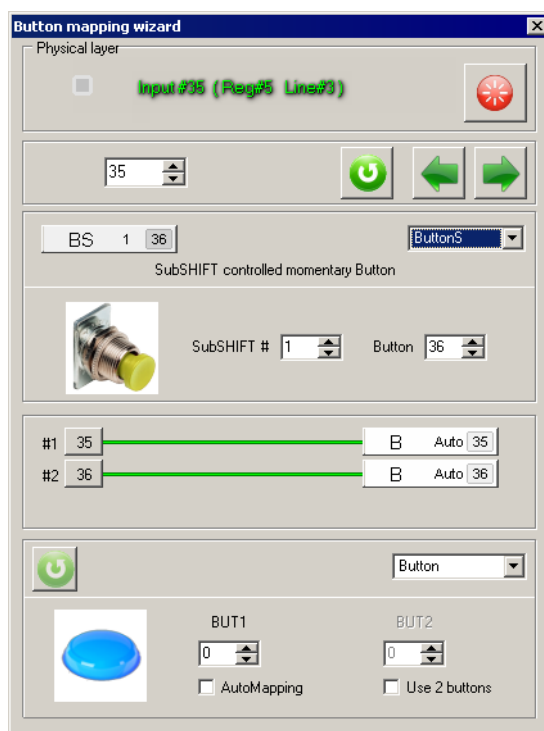 Button mapping wizard
Physical layer
Input#35 (Reg#5 Line#3)
35
BS 1 36
ButtonS
SubSHIFT controlled momentary Button
SubSHIFT # 1 Button 36
#1 35 B Auto 35
#2 36 B Auto 36
Button
BUT1 BUT2
0 0
AutoMapping Use 2 buttons